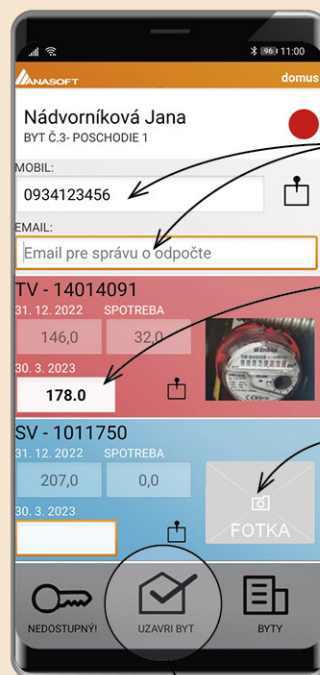 96 11:00
ANASOFT domus
Nádvorníková Jana
BYT Č.3- POSCHODIE 1
MOBIL:
0934123456
EMAIL:
Email pre správu o odpočte
TV - 14014091
31. 12. 2022 SPOTREBA
146,0 32,0
30. 3. 2023
178.0
SV - 1011750
31. 12. 2022 SPOTREBA
207,0 0,0
30. 3. 2023
FOTKA
NEDOSTUPNÝ! UZAVRI BYT BYTY